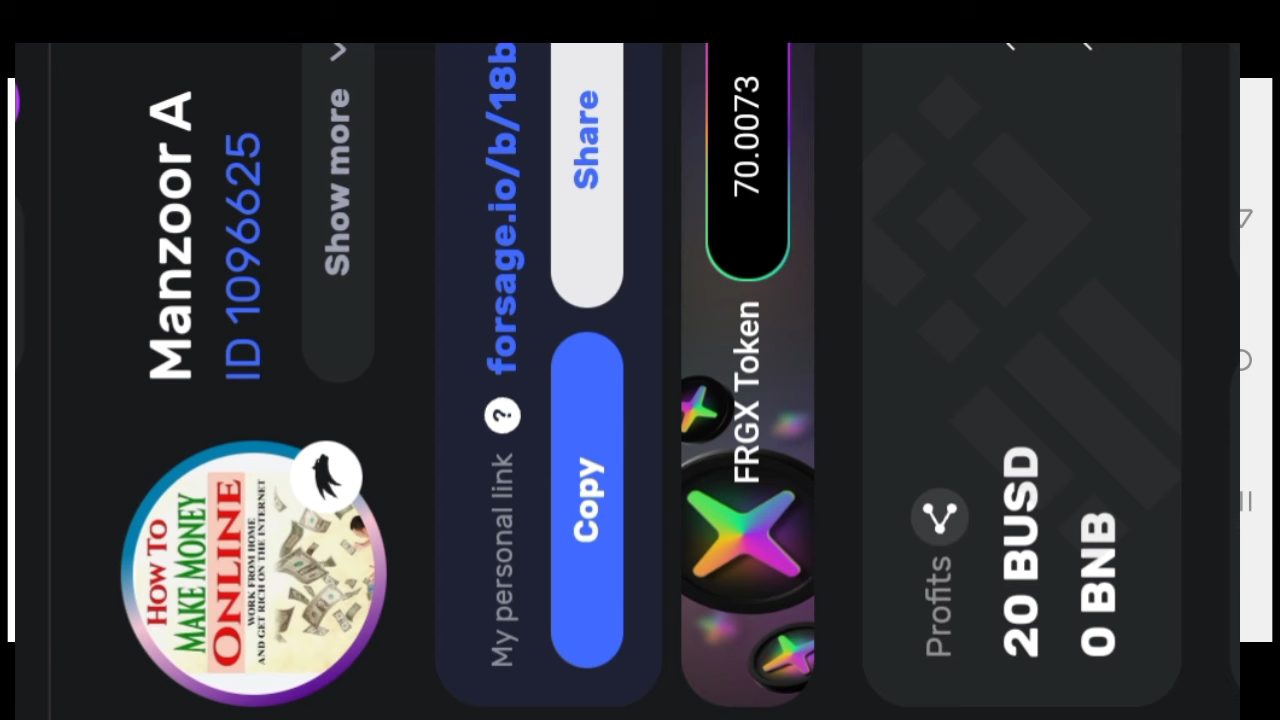 Manzoor A
ID 1096625
Show more
HOW TO
MAKE MONEY
ONLINE
WORK FROM HOME
AND GET RICH ON THE INTERNET
My personal link ? forsage.io/b/18b
Copy
Share
FRGX Token
70.0073
Profits
20 BUSD
0 BNB